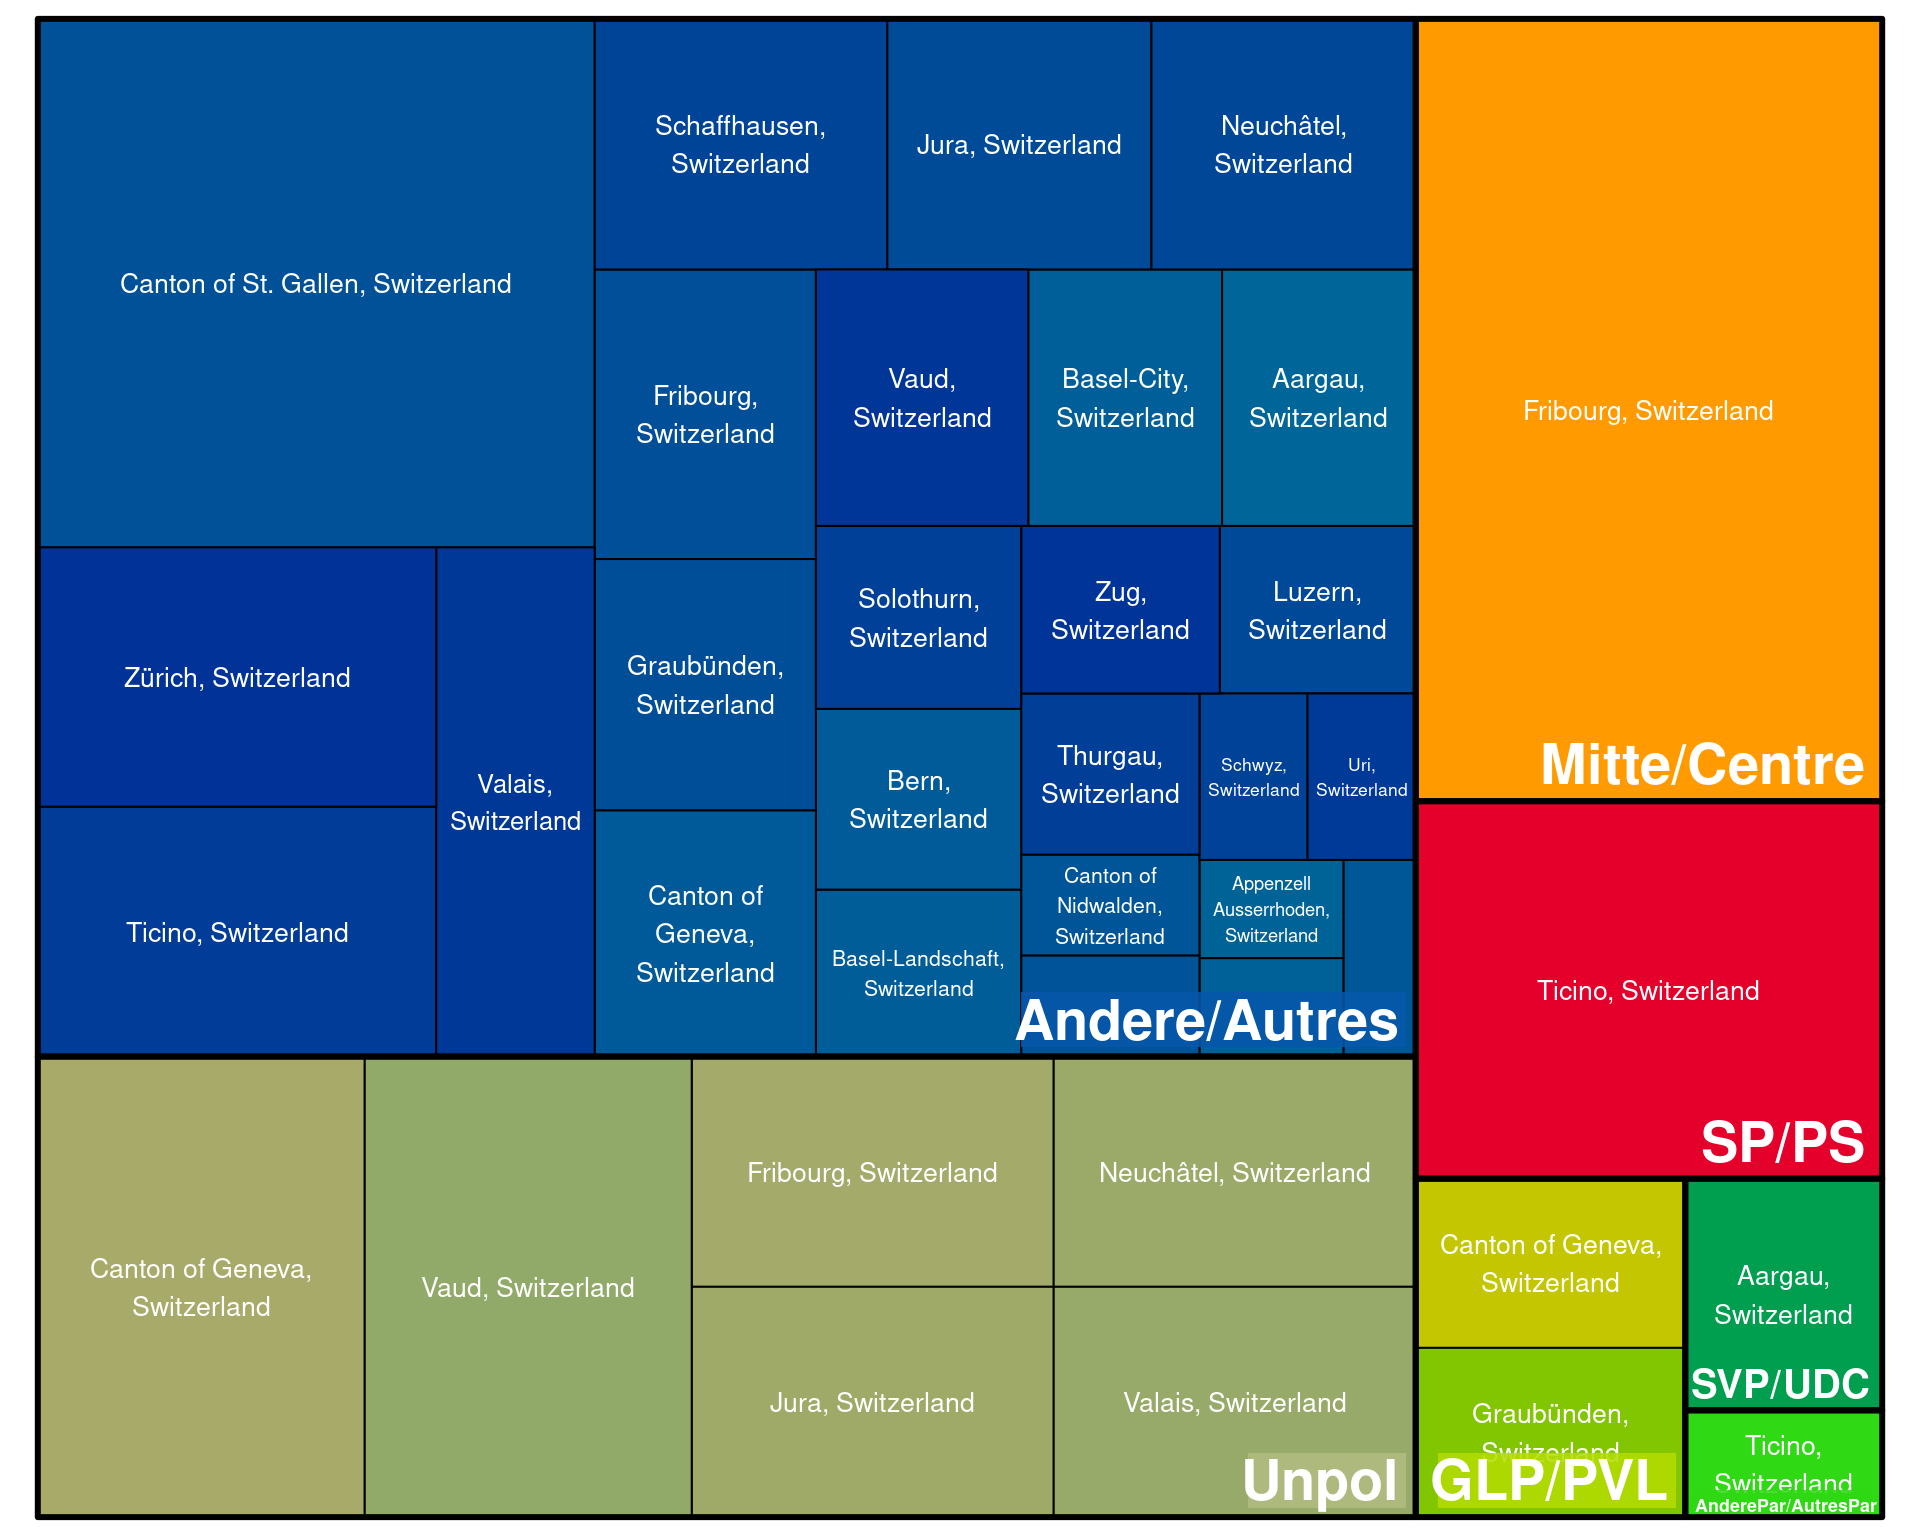 Canton of St. Gallen, Switzerland
Schaffhausen,
Switzerland
Jura, Switzerland
Neuchâtel,
Switzerland
Fribourg,
Switzerland
Vaud,
Switzerland
Basel-City,
Switzerland
Aargau,
Switzerland
Zürich, Switzerland
Ticino, Switzerland
Valais,
Switzerland
Graubünden,
Switzerland
Canton of
Geneva,
Switzerland
Solothurn,
Switzerland
Zug,
Switzerland
Luzern,
Switzerland
Bern,
Switzerland
Basel-Landschaft,
Switzerland
Thurgau,
Switzerland
Schwyz,
Switzerland
Uri,
Switzerland
Canton of
Nidwalden,
Switzerland
Appenzell
Ausserrhoden,
Switzerland
Andere/Autres
Fribourg, Switzerland
Mitte/Centre
Ticino, Switzerland
SP/PS
Canton of Geneva,
Switzerland
Vaud, Switzerland
Fribourg, Switzerland
Neuchâtel, Switzerland
Jura, Switzerland
Valais, Switzerland
Unpol
Canton of Geneva,
Switzerland
Graubünden,
Switzerland
GLP/PVL
Aargau,
Switzerland
SVP/UDC
Ticino,
Switzerland
AnderePar/AutresPar